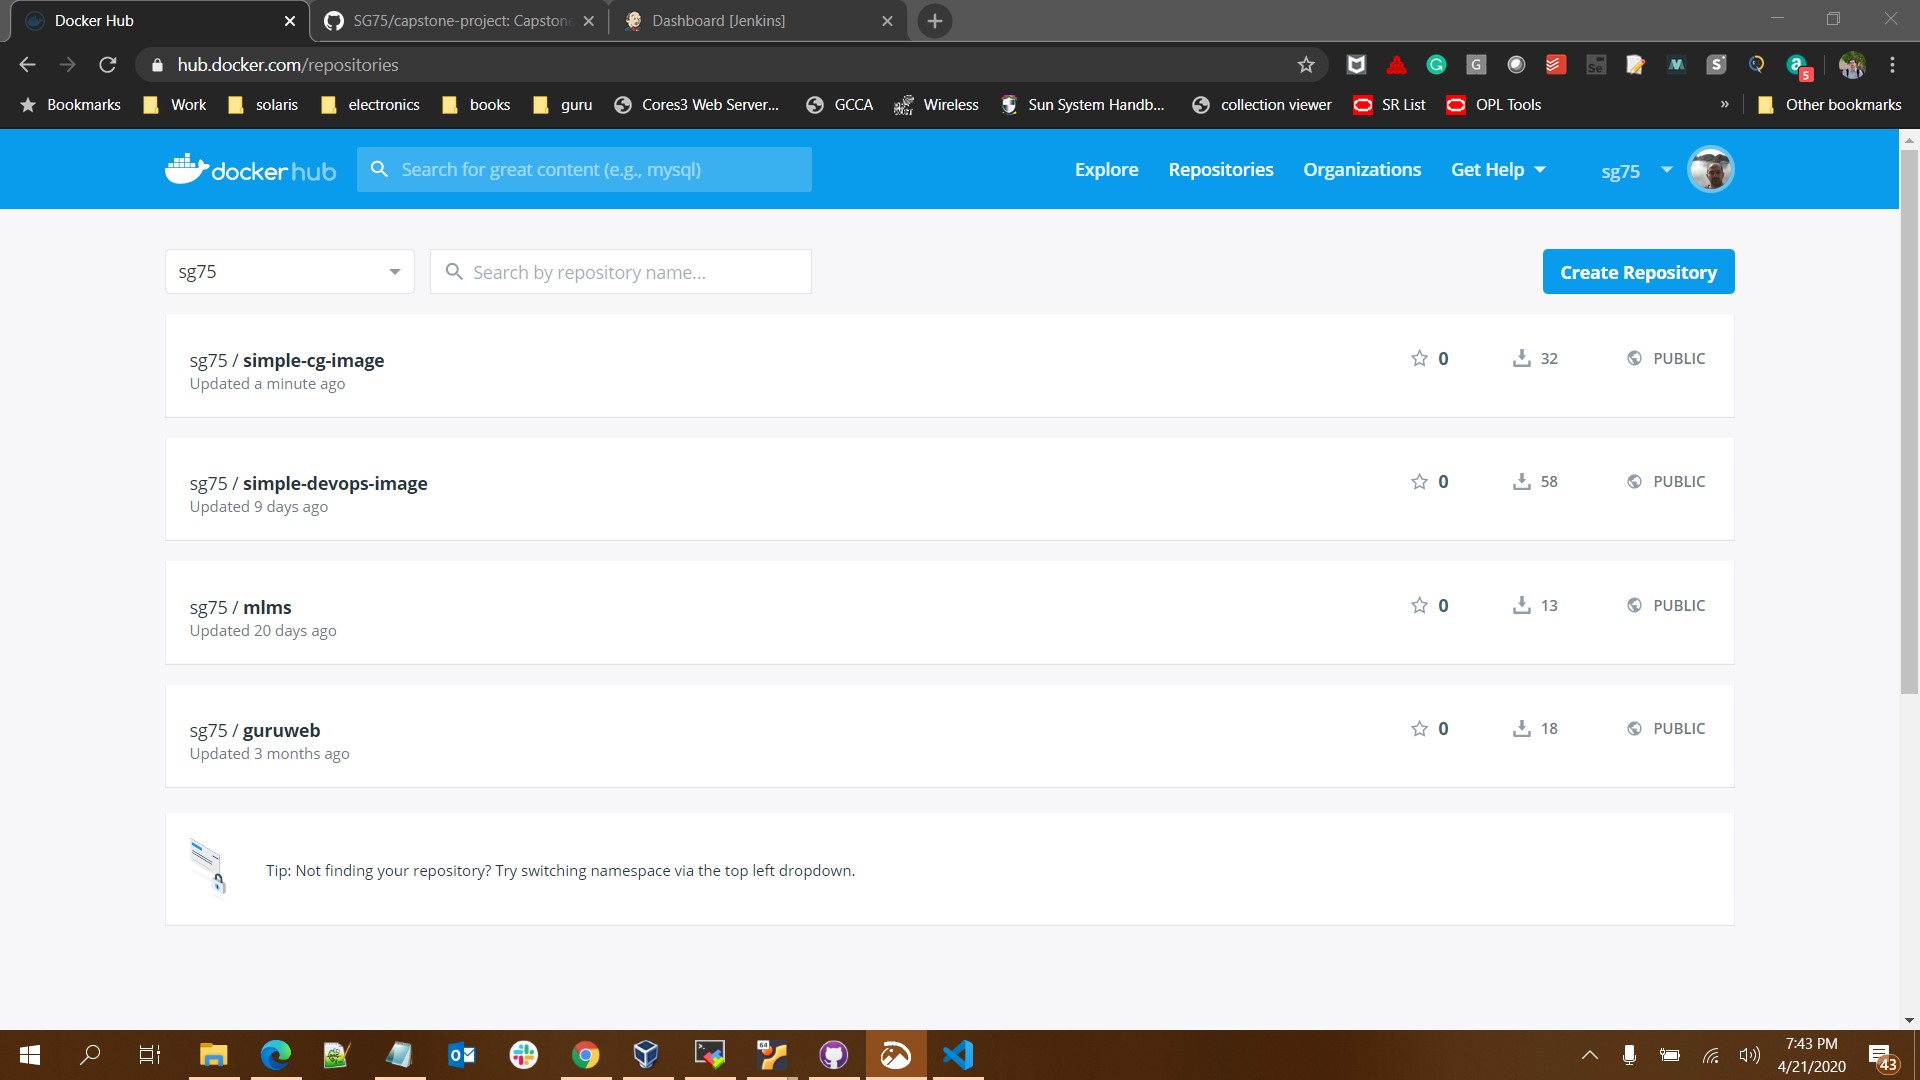 Docker Hub
SG75/capstone-project: Capston
Dashboard [Jenkins]
hub.docker.com/repositories
5
Bookmarks
Work
solaris
electronics
books
guru
Cores3 Web Server...
GCCA
Wireless
Sun System Handb...
collection viewer
SR List
OPL Tools
»
Other bookmarks
docker hub
Search for great content (e.g., mysql)
Explore
Repositories
Organizations
Get Help
sg75
sg75
Search by repository name...
Create Repository
sg75 / simple-cg-image
Updated a minute ago
0
32
PUBLIC
sg75 / simple-devops-image
Updated 9 days ago
0
58
PUBLIC
sg75 / mlms
Updated 20 days ago
0
13
PUBLIC
sg75 / guruweb
Updated 3 months ago
0
18
PUBLIC
Tip: Not finding your repository? Try switching namespace via the top left dropdown.
7:43 PM
4/21/2020
43